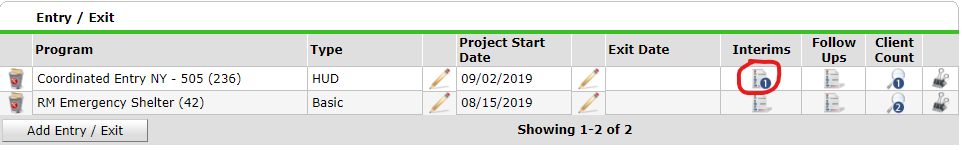 Entry / Exit
Program Type Project Start Date Exit Date Interims Follow Ups Client Count
Coordinated Entry NY - 505 (236) HUD 09/02/2019 1 1
RM Emergency Shelter (42) Basic 08/15/2019 2
Add Entry / Exit Showing 1-2 of 2